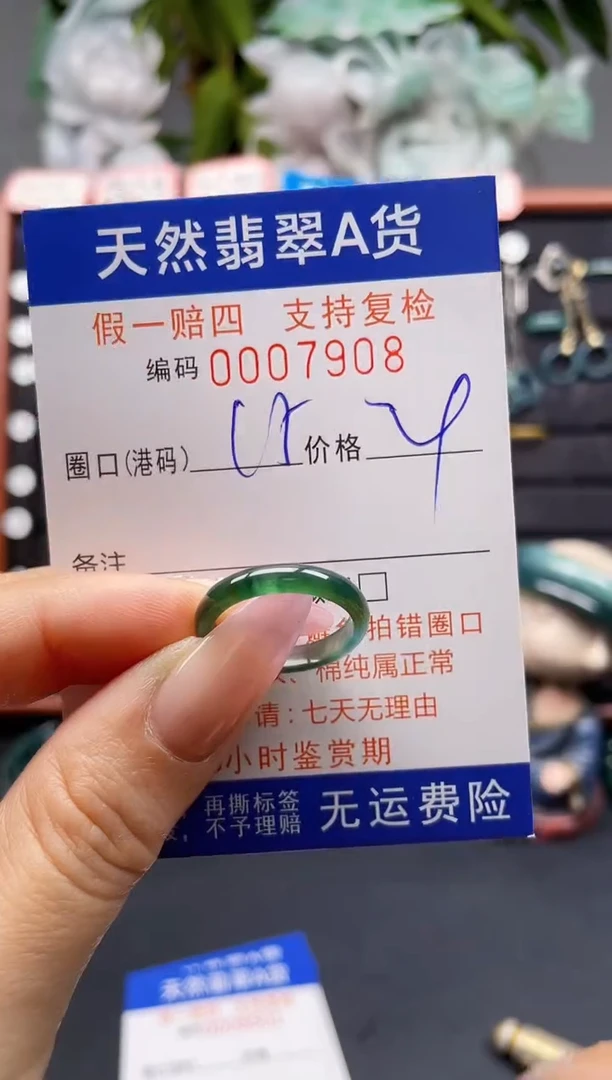 天然翡翠A货
假一赔四 支持复检
编码 0007908
圈口(港码) 价格
备注
拍错圈口
、棉纯属正常
请:七天无理由
小时鉴赏期
再撕标签
不予理赔
无运费险
天然翡翠A货